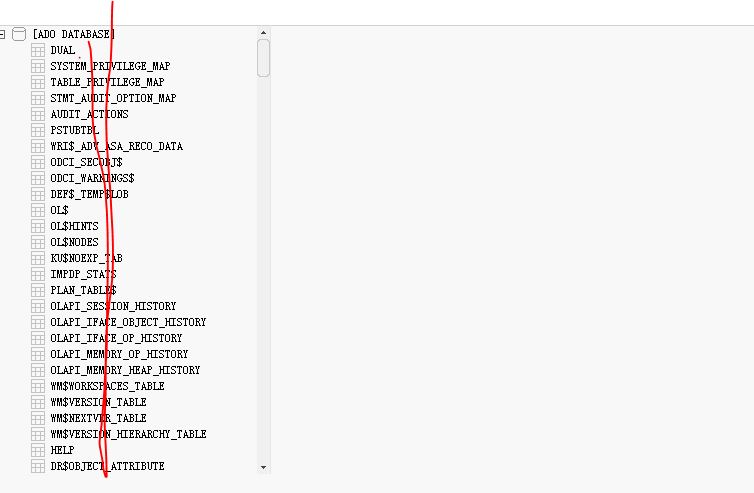 [ADO DATABASE]
DUAL
SYSTEM_PRIVILEGE_MAP
TABLE_PRIVILEGE_MAP
STMT_AUDIT_OPTION_MAP
AUDIT_ACTIONS
PSTUBTBL
WRI$_ADV_ASA_RECO_DATA
ODCI_SECOBJ$
ODCI_WARNINGS$
DEF$_TEMP$LOB
OL$
OL$HINTS
OL$NODES
KU$NOEXP_TAB
IMPDP_STATS
PLAN_TABLE$
OLAPI_SESSION_HISTORY
OLAPI_IFACE_OBJECT_HISTORY
OLAPI_IFACE_OP_HISTORY
OLAPI_MEMORY_OP_HISTORY
OLAPI_MEMORY_HEAP_HISTORY
WM$WORKSPACES_TABLE
WM$VERSION_TABLE
WM$NEXTVER_TABLE
WM$VERSION_HIERARCHY_TABLE
HELP
DR$OBJECT_ATTRIBUTE